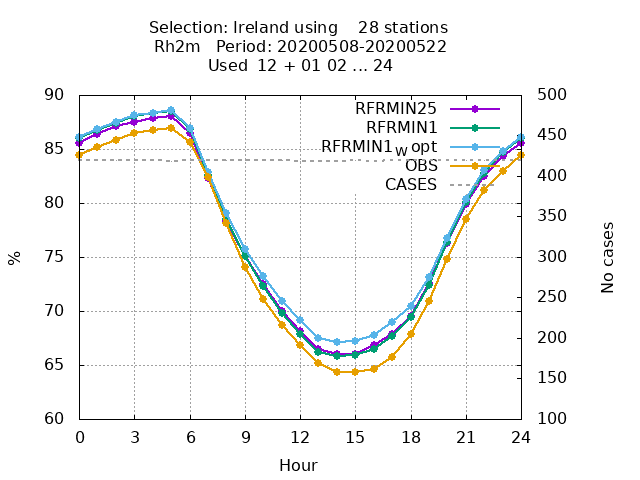 Selection: Ireland using    28 stations
Rh2m   Period: 20200508-20200522
Used  12 + 01 02 ... 24
90
85
80
75
70
65
60
500
450
400
350
300
250
200
150
100
RFRMIN25
RFRMIN1
RFRMIN1W opt
OBS
CASES
%
No cases
0 3 6 9 12 15 18 21 24
Hour